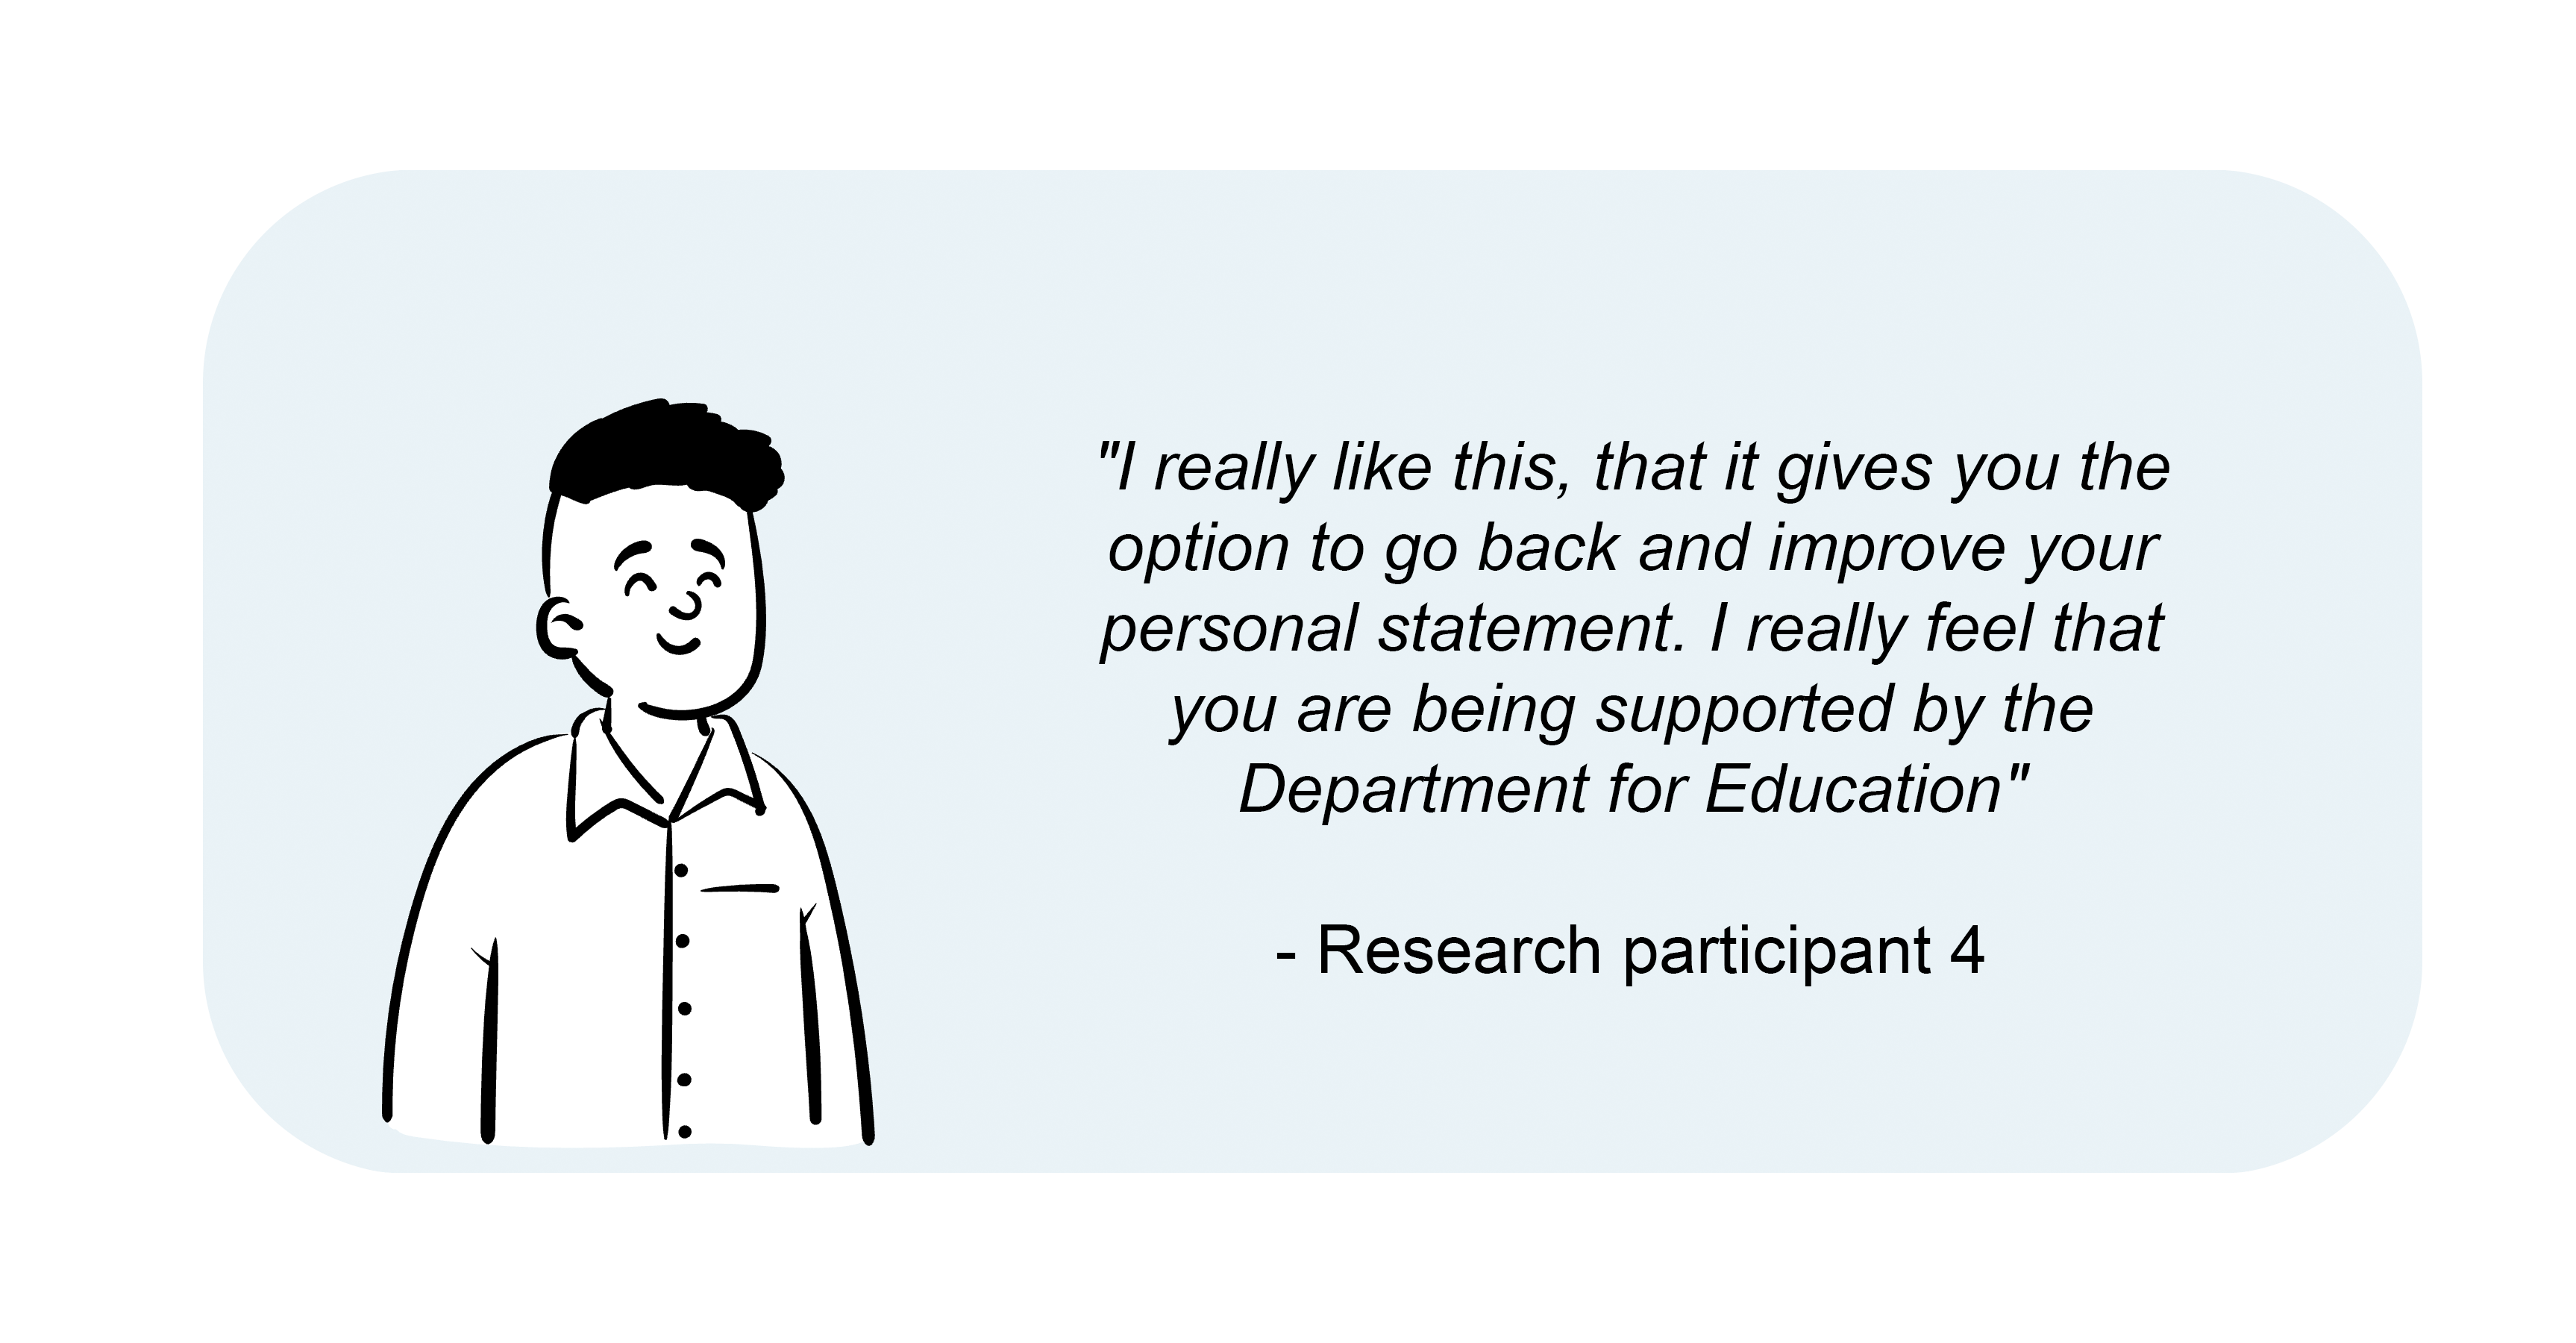 "I really like this, that it gives you the
option to go back and improve your
personal statement. I really feel that
you are being supported by the
Department for Education"
- Research participant 4